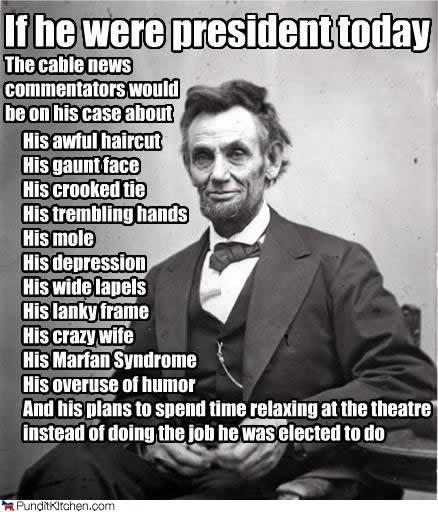 If he were president today
The cable news
commentators would
be on his case about
His awful haircut
His gaunt face
His crooked tie
His trembling hands
His mole
His depression
His wide lapels
His lanky frame
His crazy wife
His Marfan Syndrome
His overuse of humor
And his plans to spend time relaxing at the theatre
instead of doing the job he was elected to do
PunditKitchen.com